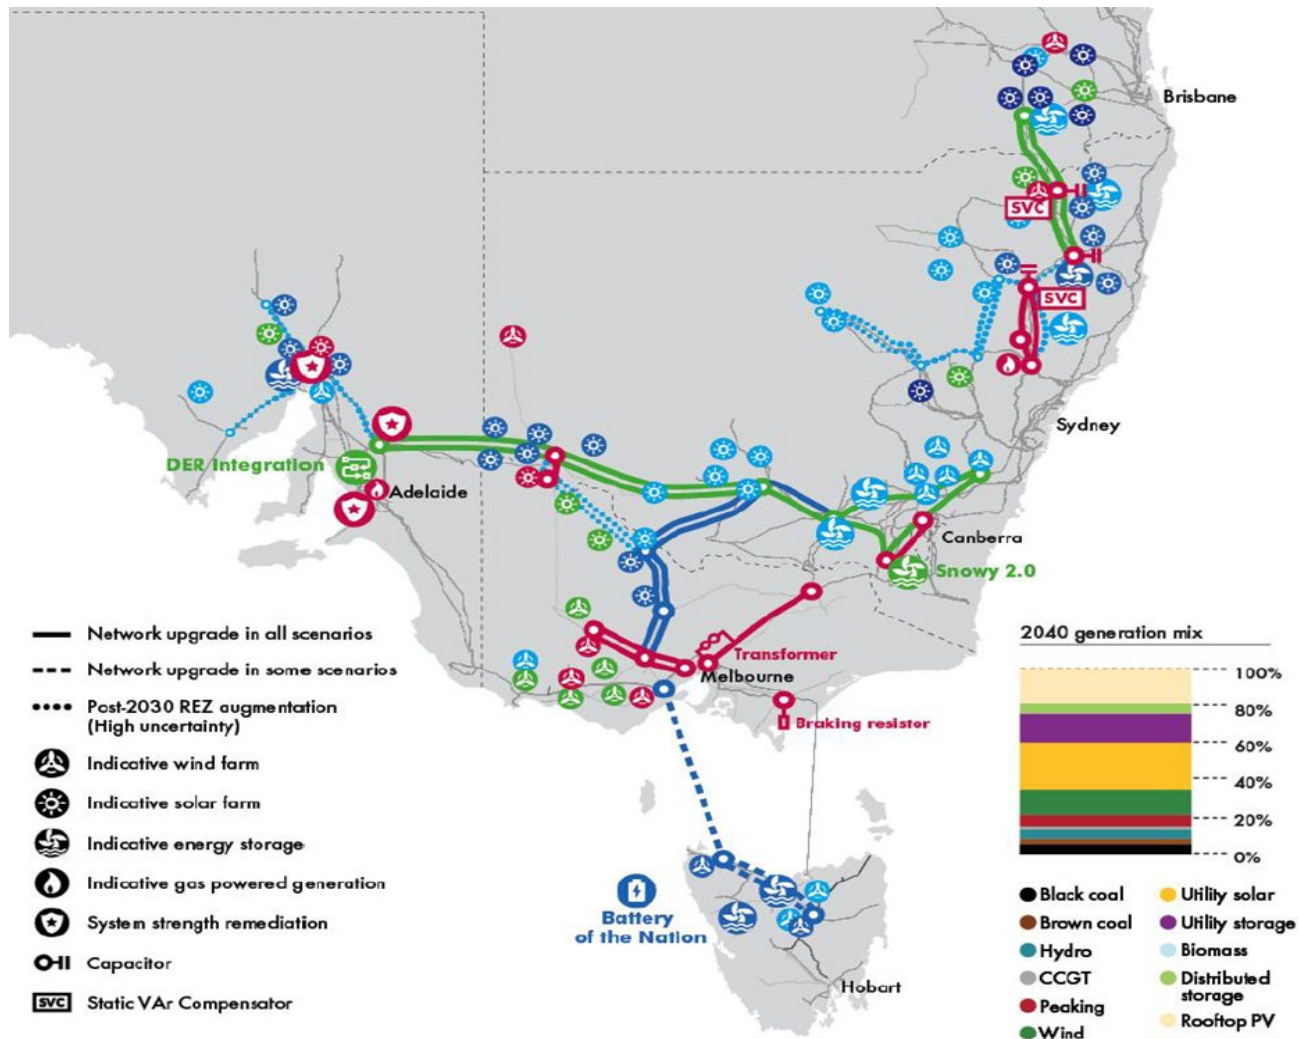 Brisbane
SVC
SVC
Sydney
DER Integration
Adelaide
Canberra
Snowy 2.0
Transformer
Melbourne
Braking resistor
Battery
of the Nation
Hobart
Network upgrade in all scenarios
Network upgrade in some scenarios
Post-2030 REZ augmentation
(High uncertainty)
Indicative wind farm
Indicative solar farm
Indicative energy storage
Indicative gas powered generation
System strength remediation
Capacitor
SVC Static VAr Compensator
2040 generation mix
100%
80%
60%
40%
20%
0%
Black coal
Brown coal
Hydro
CCGT
Peaking
Wind
Utility solar
Utility storage
Biomass
Distributed
storage
Rooftop PV